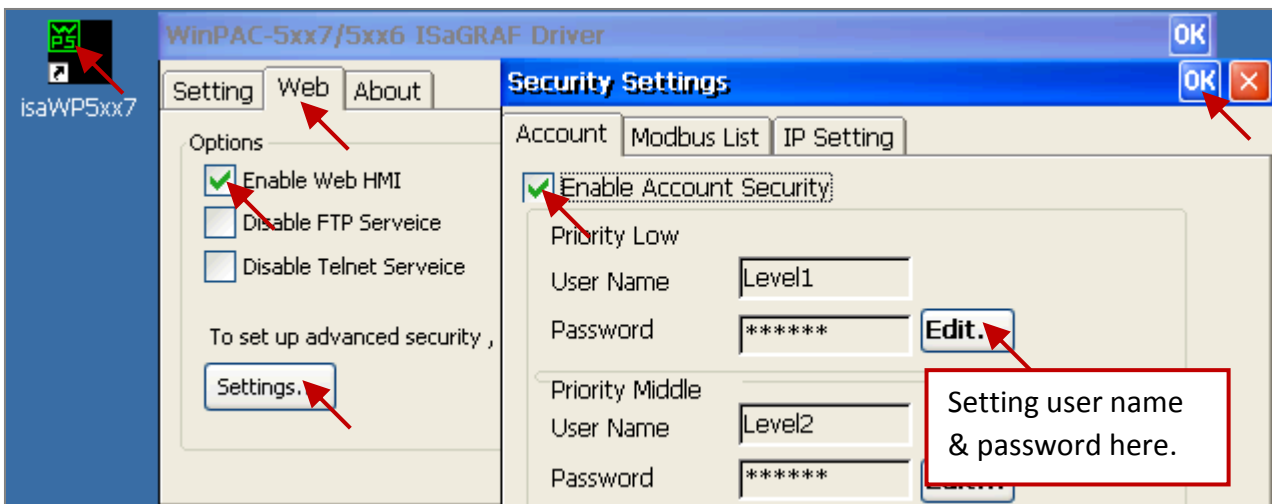 WPS
isaWP5xx7
WinPAC-5xx7/5xx6 ISaGRAF Driver
OK
Setting
Web
About
Options
Enable Web HMI
Disable FTP Serveice
Disable Telnet Serveice
To set up advanced security ,
Settings...
Security Settings
OK
Account
Modbus List
IP Setting
Enable Account Security
Priority Low
User Name
Level1
Password
******
Edit...
Priority Middle
User Name
Level2
Password
******
Edit...
Setting user name
& password here.